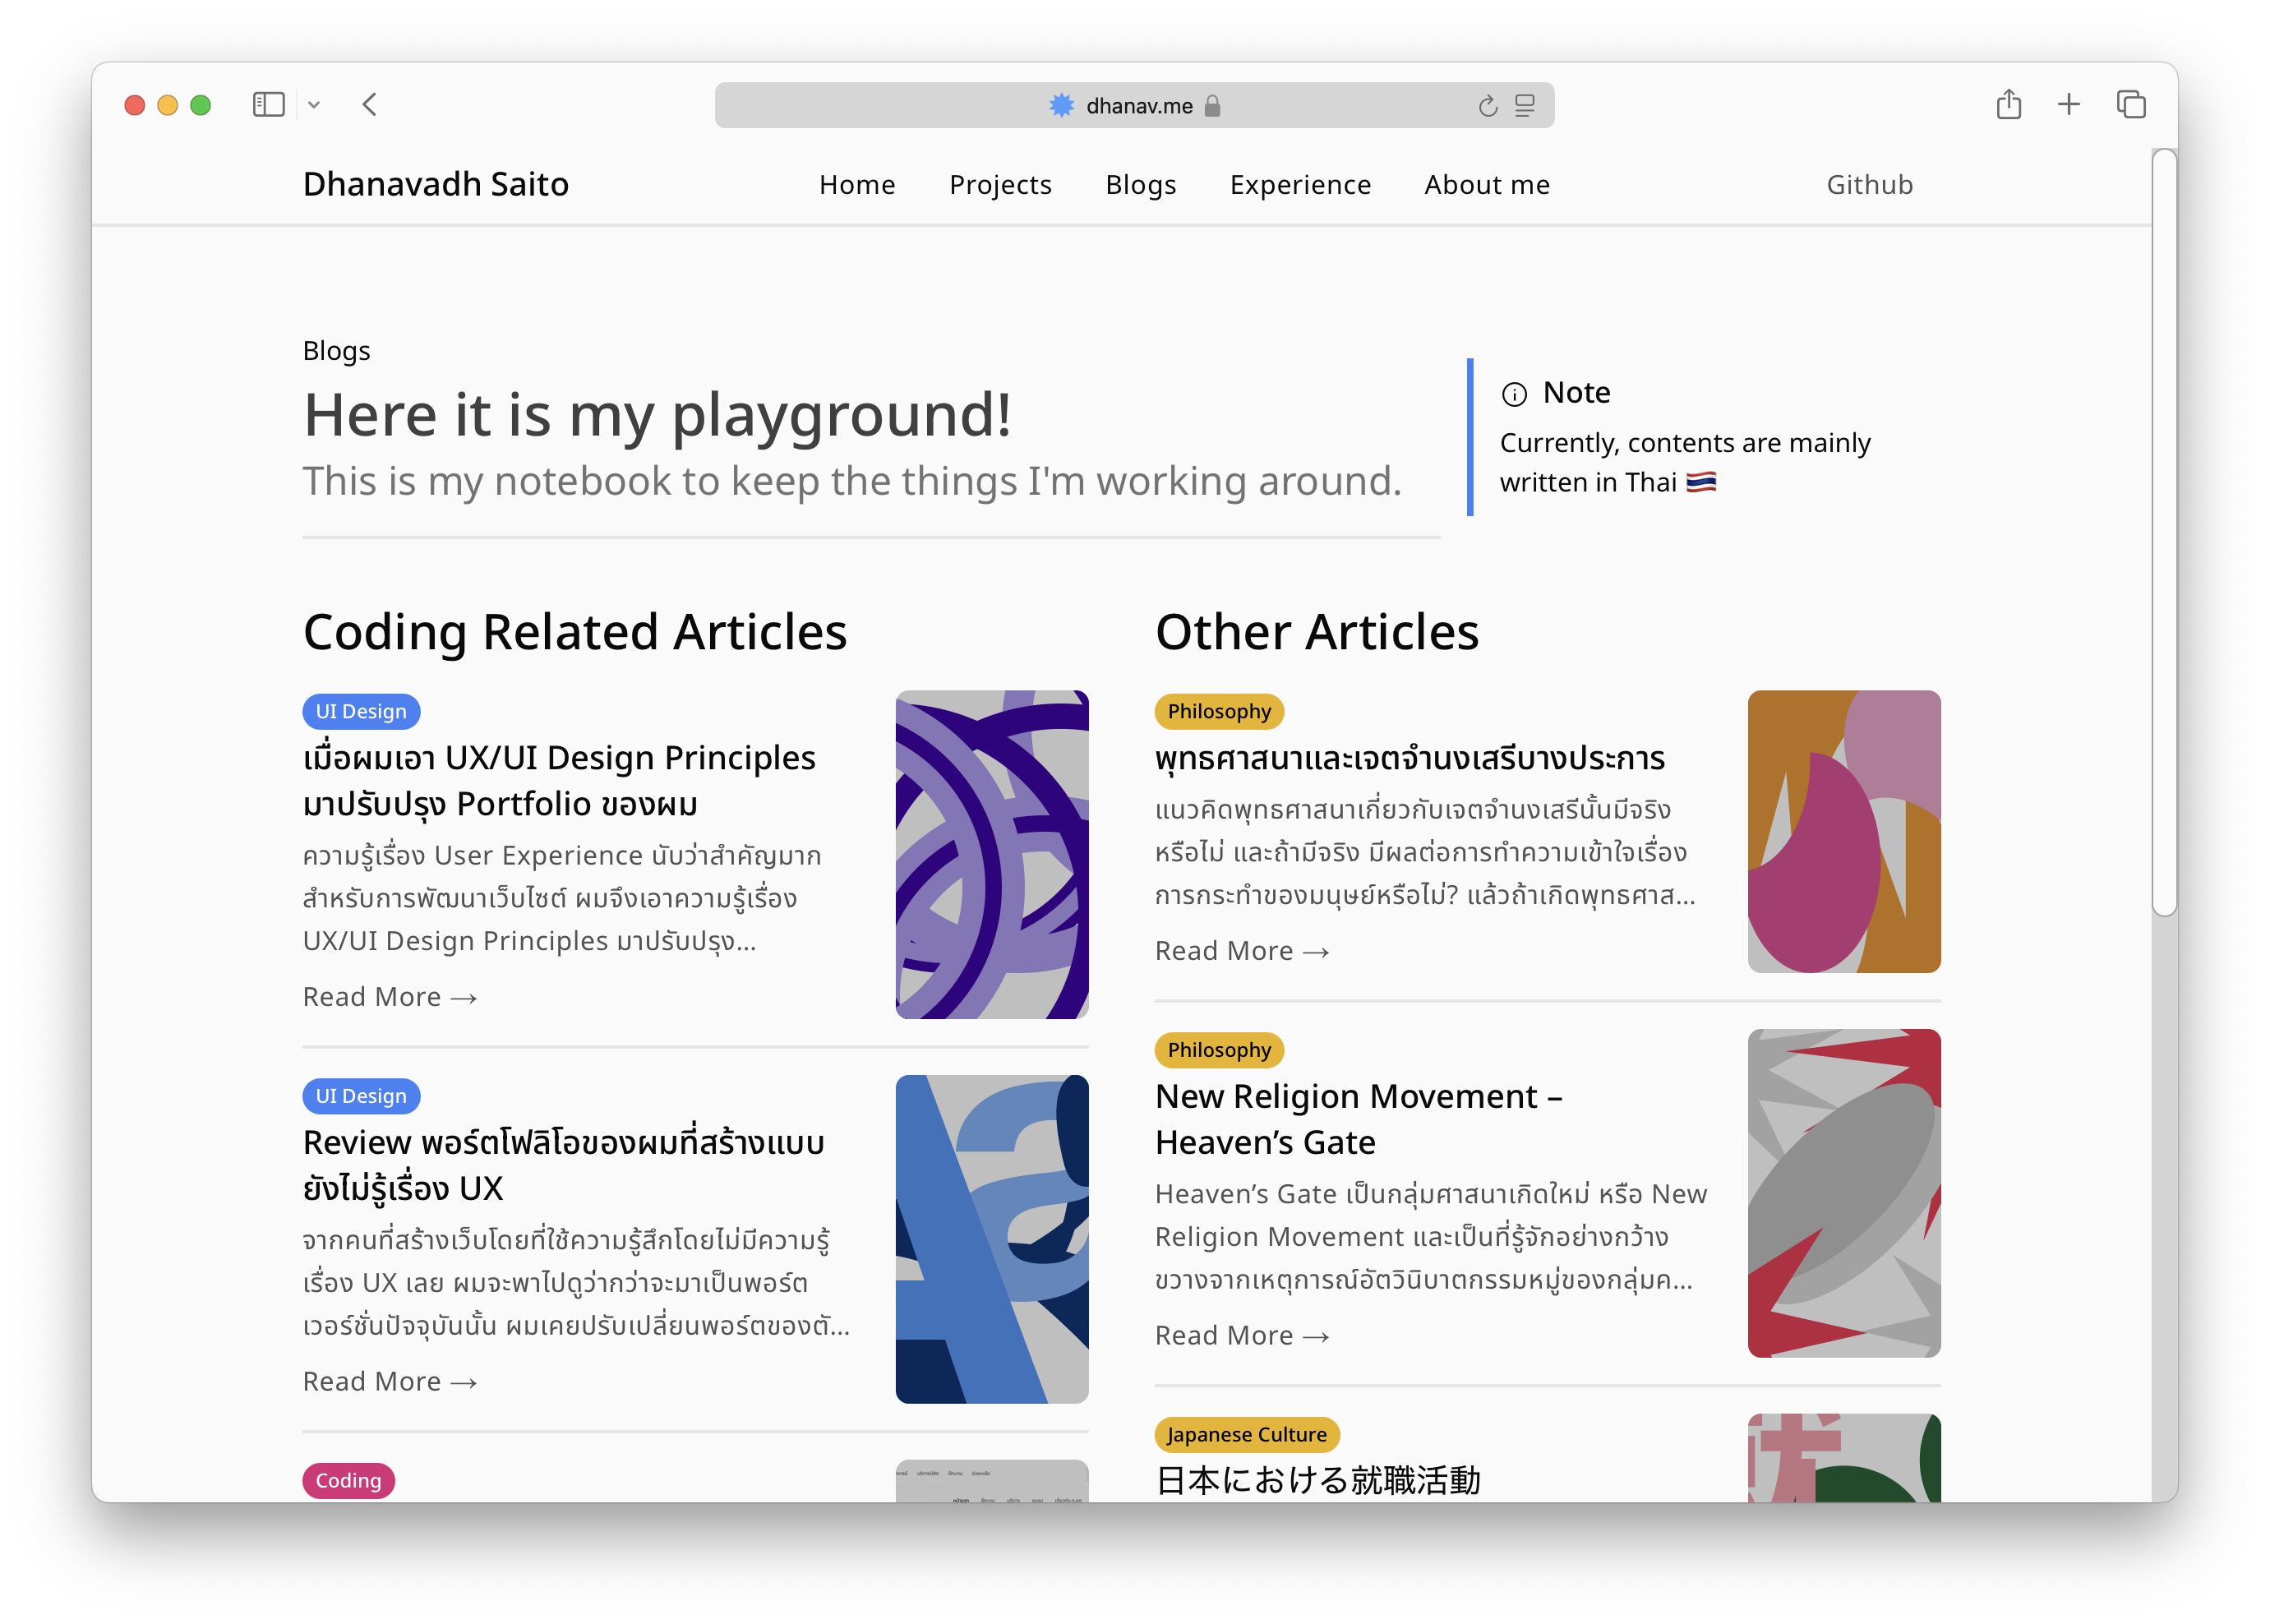 dhanav.me
Dhanavadh Saito
Home
Projects
Blogs
Experience
About me
Github
Blogs
Here it is my playground!
This is my notebook to keep the things I'm working around.
Note
Currently, contents are mainly
written in Thai 🇹🇭
Coding Related Articles
UI Design
เมื่อผมเอา UX/UI Design Principles
มาปรับปรุง Portfolio ของผม
ความรู้เรื่อง User Experience นับว่าสำคัญมาก
สำหรับการพัฒนาเว็บไซต์ ผมจึงเอาความรู้เรื่อง
UX/UI Design Principles มาปรับปรุง...
Read More →
UI Design
Review พอร์ตโฟลิโอของผมที่สร้างแบบ
ยังไม่รู้เรื่อง UX
จากคนที่สร้างเว็บโดยที่ใช้ความรู้สึกโดยไม่มีความรู้
เรื่อง UX เลย ผมจะพาไปดูว่ากว่าจะมาเป็นพอร์ต
เวอร์ชั่นปัจจุบันนั้น ผมเคยปรับเปลี่ยนพอร์ตของตั...
Read More →
Coding
Other Articles
Philosophy
พุทธศาสนาและเจตจำนงเสรีบางประการ
แนวคิดพุทธศาสนาเกี่ยวกับเจตจำนงเสรีนั้นมีจริง
หรือไม่ และถ้ามีจริง มีผลต่อการทำความเข้าใจเรื่อง
การกระทำของมนุษย์หรือไม่? แล้วถ้าเกิดพุทธศาส...
Read More →
Philosophy
New Religion Movement –
Heaven’s Gate
Heaven’s Gate เป็นกลุ่มศาสนาเกิดใหม่ หรือ New
Religion Movement และเป็นที่รู้จักอย่างกว้าง
ขวางจากเหตุการณ์อัตวินิบาตกรรมหมู่ของกลุ่มค...
Read More →
Japanese Culture
日本における就職活動